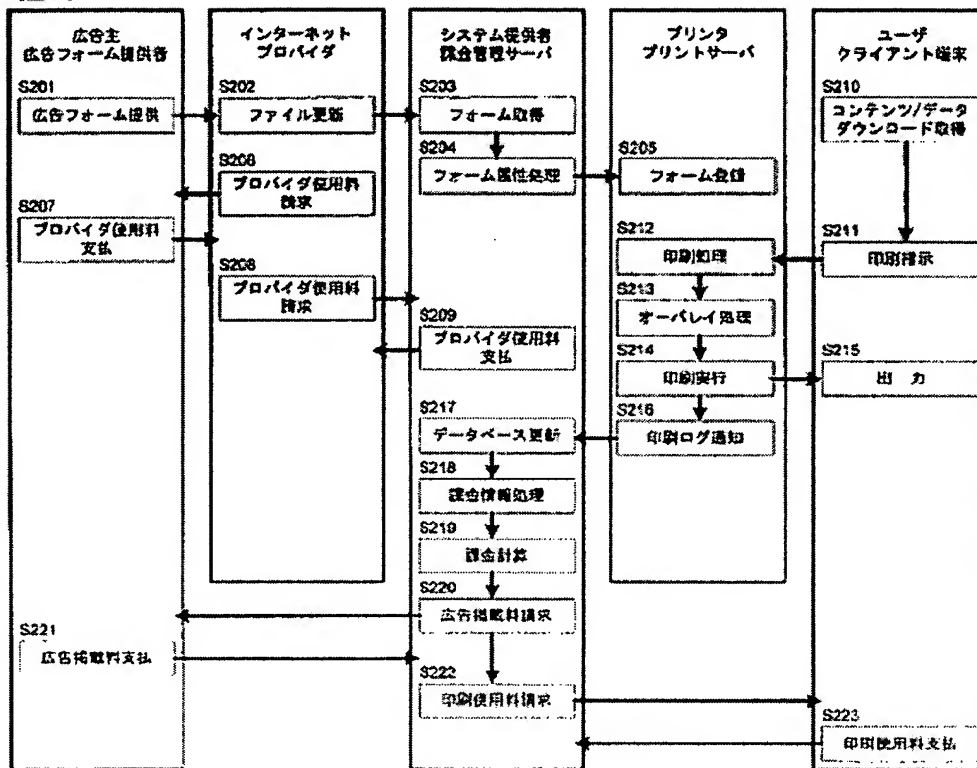 広告主
広告フォーム提供者
インターネット
プロバイダ
システム提供者
課金管理サーバ
プリンタ
プリントサーバ
ユーザ
クライアント端末
S201
広告フォーム提供
S202
ファイル更新
S203
フォーム取得
S210
コンテンツ/データ
ダウンロード取得
S204
フォーム属性処理
S205
フォーム登録
S206
プロバイダ使用料
請求
S207
プロバイダ使用料
支払
S208
プロバイダ使用料
請求
S209
プロバイダ使用料
支払
S211
印刷指示
S212
印刷処理
S213
オーバレイ処理
S214
印刷実行
S215
出 力
S216
印刷ログ通知
S217
データベース更新
S218
課金情報処理
S219
課金計算
S220
広告掲載料請求
S221
広告掲載料支払
S222
印刷使用料請求
S223
印刷使用料支払